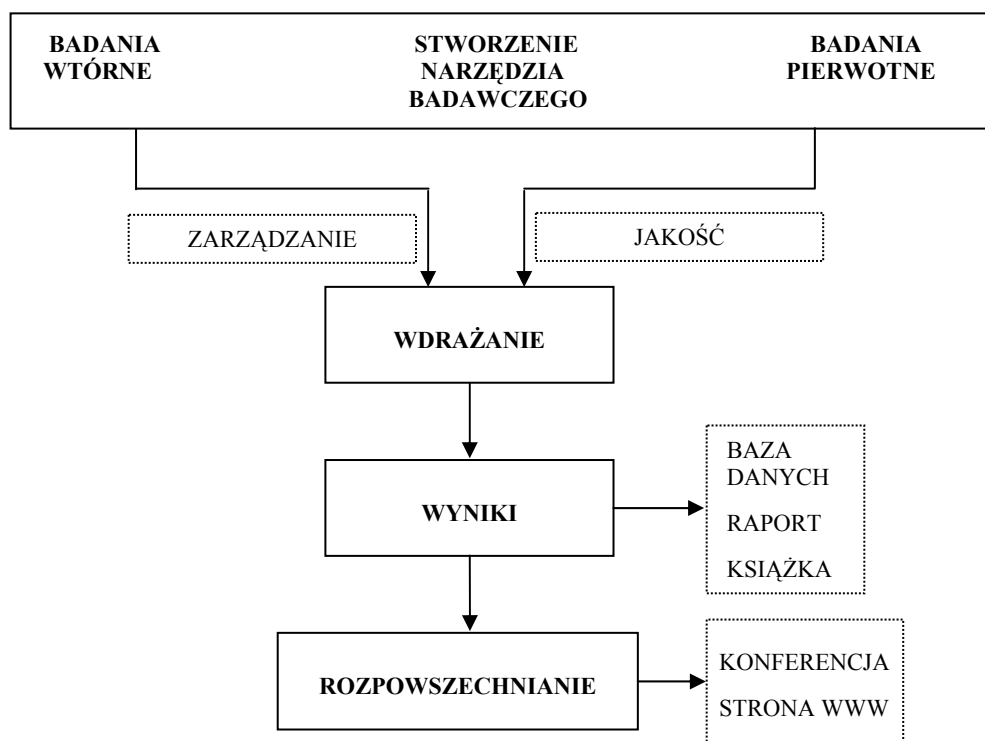 BADANIA
WTÓRNE
STWORZENIE
NARZĘDZIA
BADAWCZEGO
BADANIA
PIERWOTNE
ZARZĄDZANIE
JAKOŚĆ
WDRAŻANIE
BAZA
DANYCH
WYNIKI
RAPORT
KSIĄŻKA
KONFERENCJA
ROZPOWSZECHNIANIE
STRONA WWW